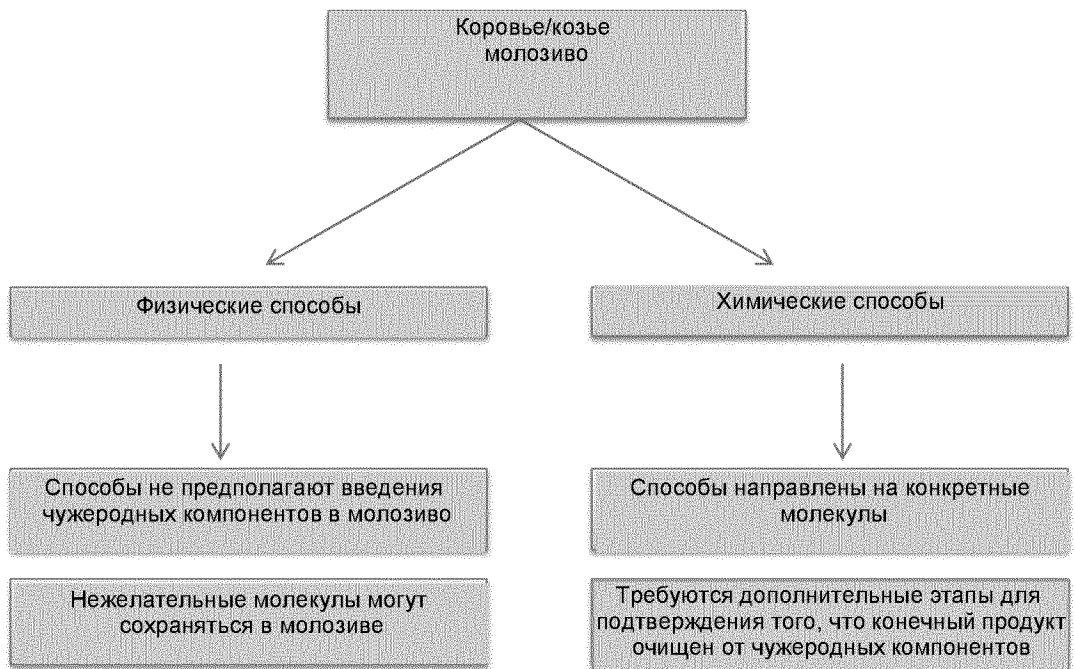 Коровье/козье
молозиво
Физические способы
Химические способы
Способы не предполагают введения
чужеродных компонентов в молозиво
Способы направлены на конкретные
молекулы
Нежелательные молекулы могут
сохраняться в молозиве
Требуются дополнительные этапы для
подтверждения того, что конечный продукт
очищен от чужеродных компонентов